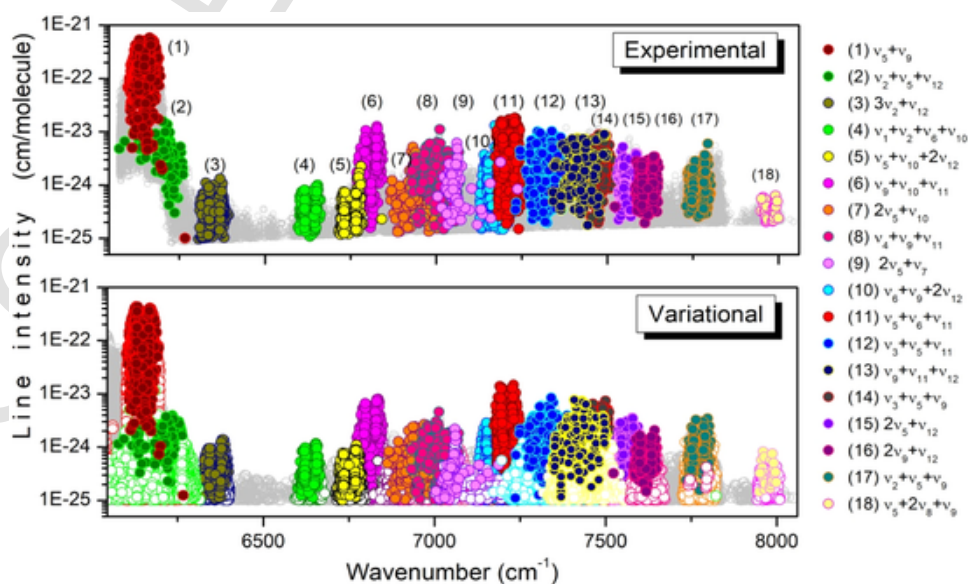 1E-21
(1)
Experimental
1E-22
(2)
(6)
(8)
(9)
(11)
(12)
(13)
(14)
(15)
(16)
(17)
1E-23
(3)
(4)
(5)
(7)
(10)
(18)
1E-24
1E-25
Line intensity (cm/molecule)
1E-21
Variational
1E-22
1E-23
1E-24
1E-25
6500 7000 7500 8000
Wavenumber (cm⁻¹)
(1) ν₅+ν₉
(2) ν₂+ν₅+ν₁₂
(3) 3ν₂+ν₁₂
(4) ν₁+ν₂+ν₆+ν₁₀
(5) ν₅+ν₁₀+2ν₁₂
(6) ν₉+ν₁₀+ν₁₁
(7) 2ν₅+ν₁₀
(8) ν₄+ν₉+ν₁₁
(9) 2ν₅+ν₇
(10) ν₆+ν₉+2ν₁₂
(11) ν₅+ν₆+ν₁₁
(12) ν₃+ν₅+ν₁₁
(13) ν₉+ν₁₁+ν₁₂
(14) ν₃+ν₅+ν₉
(15) 2ν₅+ν₁₂
(16) 2ν₉+ν₁₂
(17) ν₂+ν₅+ν₉
(18) ν₅+2ν₈+ν₉